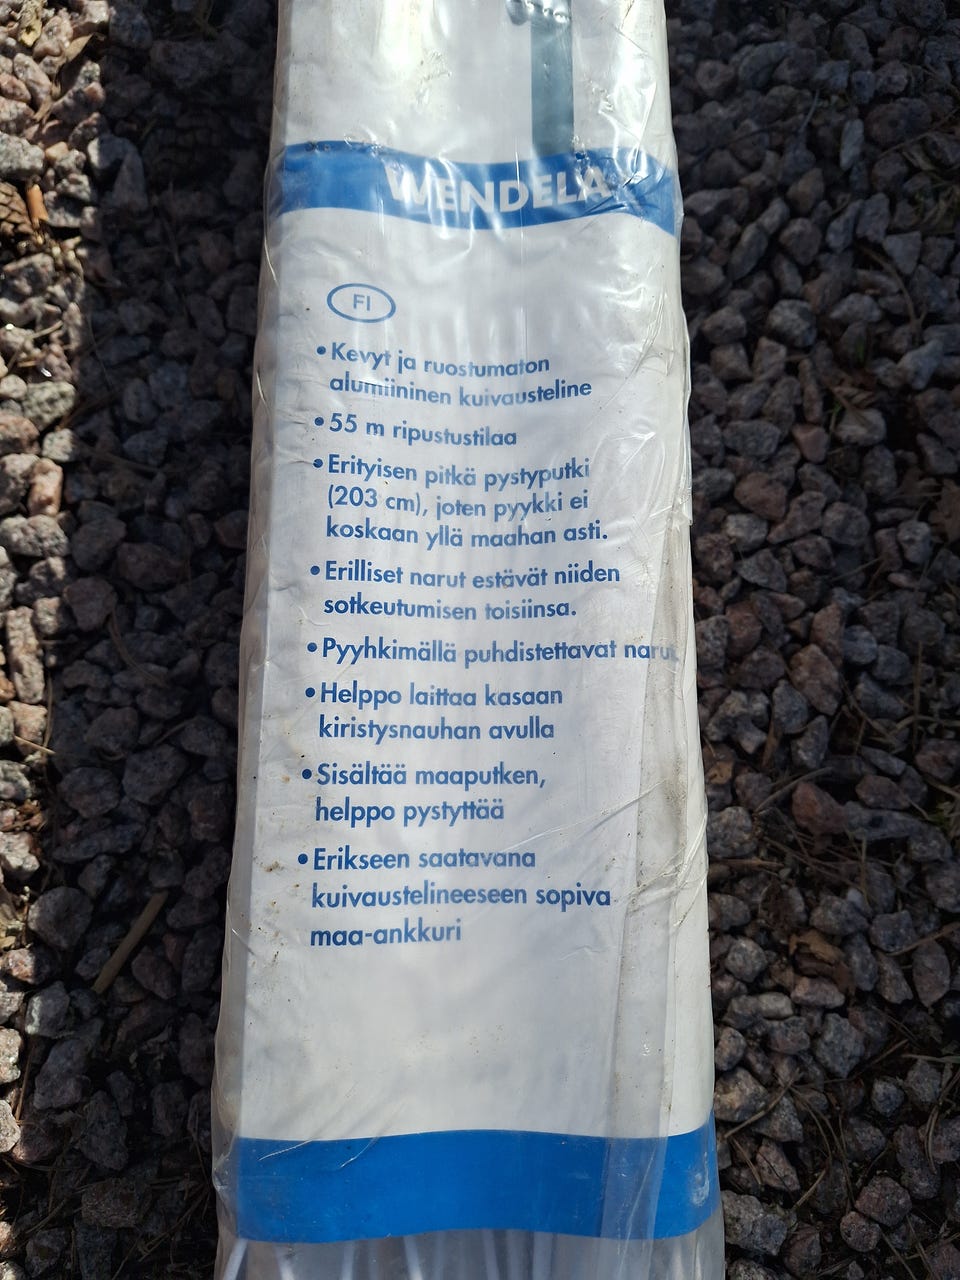 WENDELA
FI
• Kevyt ja ruostumaton
alumiininen kuivausteline
• 55 m ripustustilaa
• Erityisen pitkä pystyputki
(203 cm), joten pyykki ei
koskaan yllä maahan asti.
• Erilliset narut estävät niiden
sotkeutumisen toisiinsa.
• Pyyhkimällä puhdistettavat narut
• Helppo laittaa kasaan
kiristysnauhan avulla
• Sisältää maaputken,
helppo pystyttää
• Erikseen saatavana
kuivaustelineeseen sopiva
maa-ankkuri